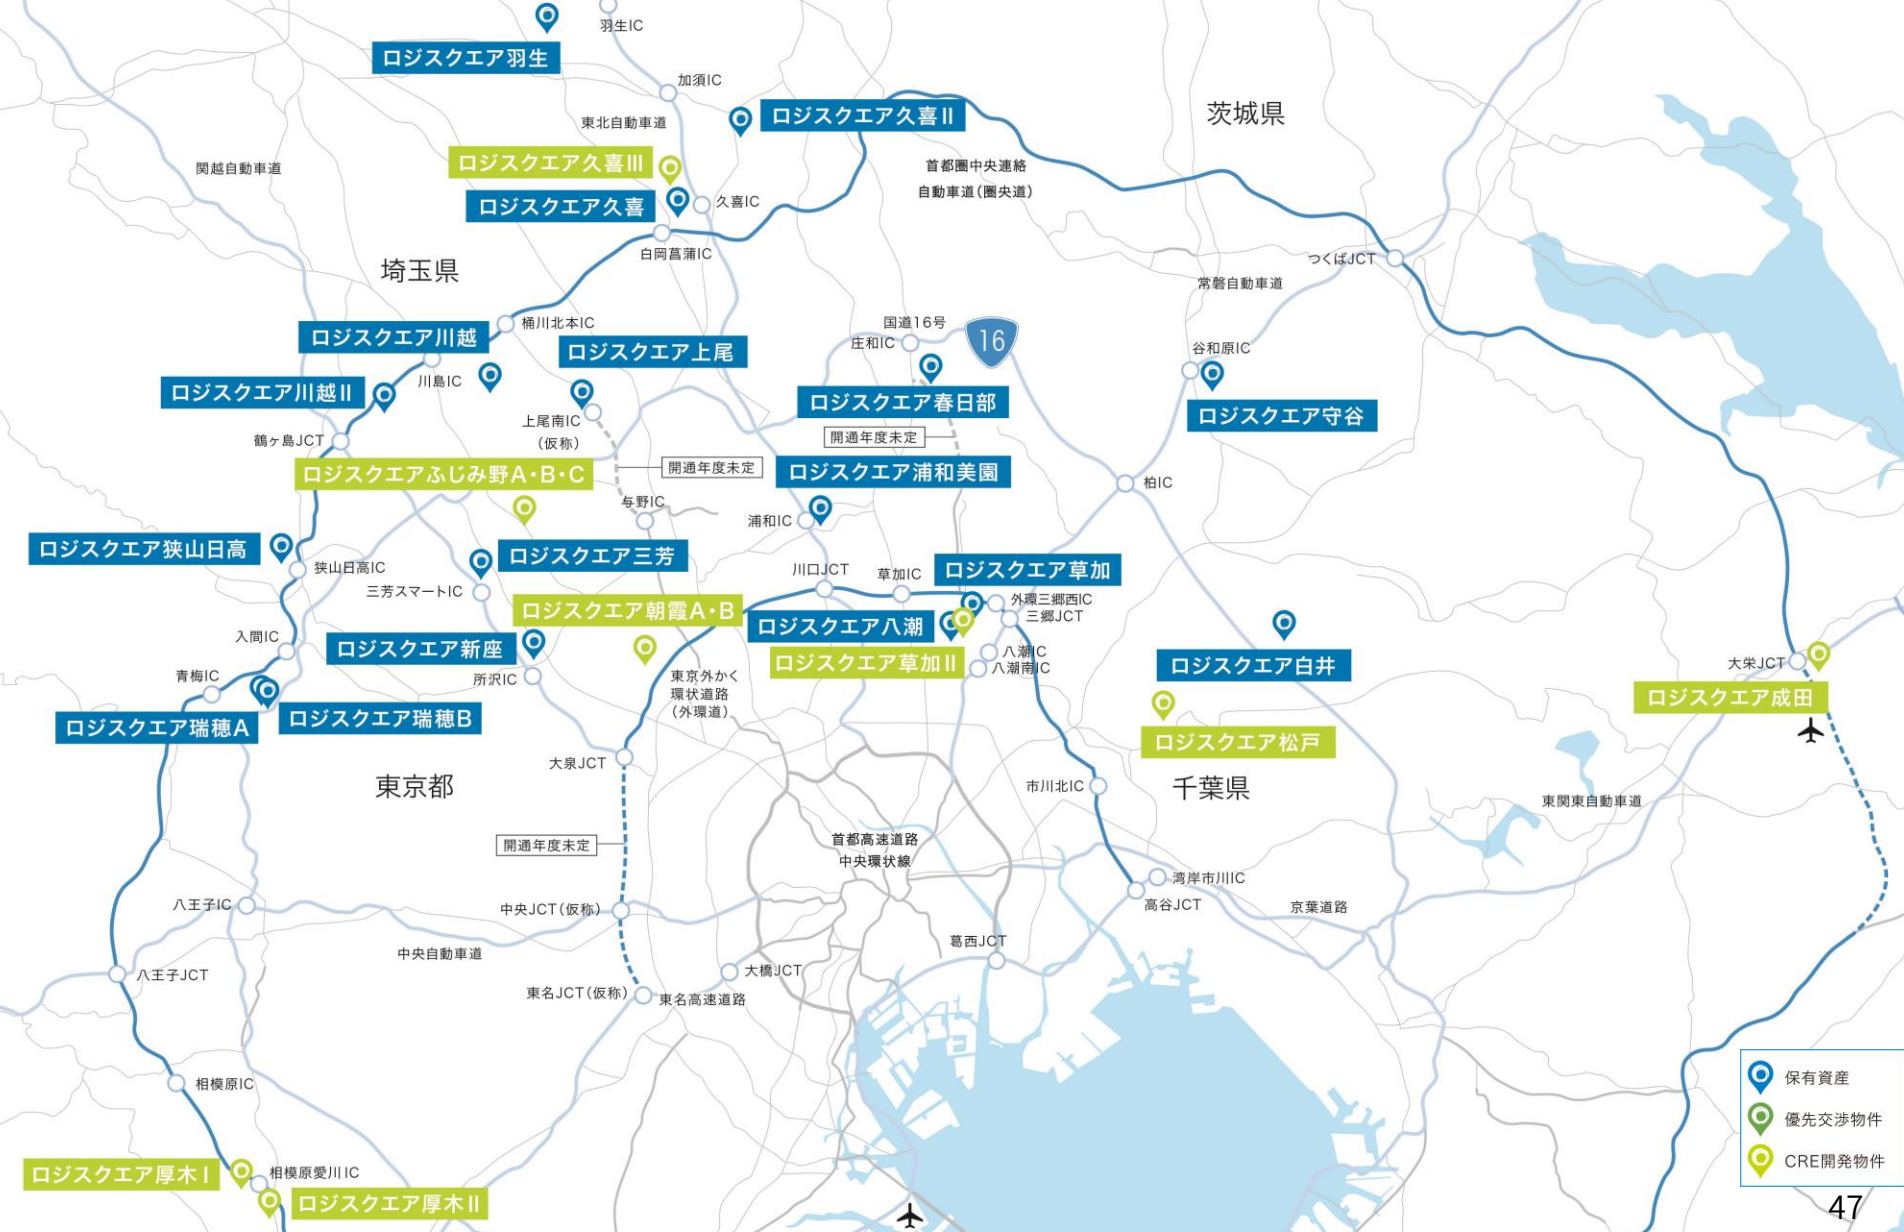 羽生IC
ロジスクエア羽生
加須IC
東北自動車道
ロジスクエア久喜Ⅱ
茨城県
関越自動車道
ロジスクエア久喜Ⅲ
首都圏中央連絡
自動車道(圏央道)
ロジスクエア久喜
久喜IC
白岡菖蒲IC
埼玉県
つくばJCT
常磐自動車道
桶川北本IC
国道16号
庄和IC
16
ロジスクエア川越
ロジスクエア上尾
谷和原IC
川島IC
ロジスクエア川越Ⅱ
ロジスクエア春日部
ロジスクエア守谷
上尾南IC
(仮称)
鶴ヶ島JCT
開通年度未定
開通年度未定
ロジスクエアふじみ野A・B・C
ロジスクエア浦和美園
柏IC
与野IC
浦和IC
ロジスクエア狭山日高
ロジスクエア三芳
狭山日高IC
川口JCT
草加IC
ロジスクエア草加
三芳スマートIC
外環三郷西IC
三郷JCT
ロジスクエア朝霞A・B
ロジスクエア八潮
入間IC
ロジスクエア新座
八潮IC
八潮南IC
ロジスクエア草加Ⅱ
ロジスクエア白井
大栄JCT
青梅IC
所沢IC
東京外かく
環状道路
(外環道)
ロジスクエア成田
ロジスクエア瑞穂A
ロジスクエア瑞穂B
ロジスクエア松戸
大泉JCT
東京都
市川北IC
千葉県
東関東自動車道
開通年度未定
首都高速道路
中央環状線
湾岸市川IC
高谷JCT
京葉道路
八王子IC
中央JCT(仮称)
中央自動車道
葛西JCT
八王子JCT
大橋JCT
東名JCT(仮称)
東名高速道路
相模原IC
保有資産
優先交渉物件
CRE開発物件
ロジスクエア厚木Ⅰ
相模原愛川IC
ロジスクエア厚木Ⅱ
47